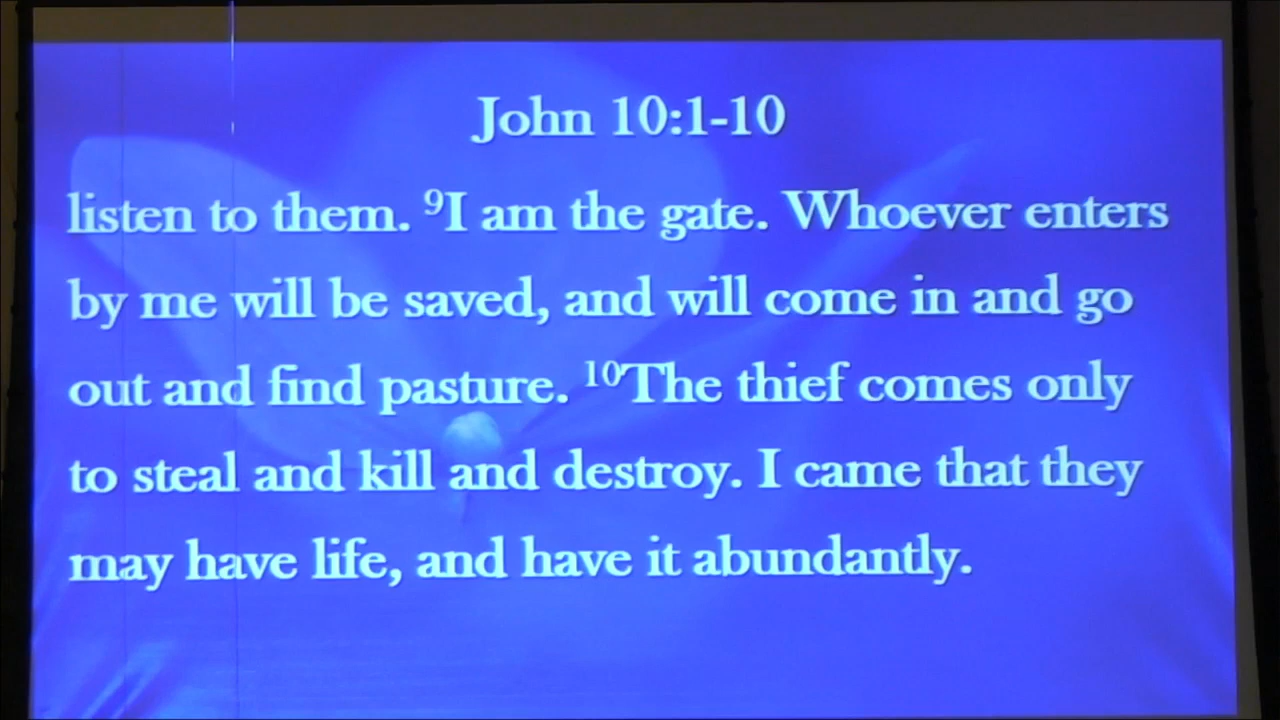 John 10:1-10
listen to them. ⁹I am the gate. Whoever enters
by me will be saved, and will come in and go
out and find pasture. ¹⁰The thief comes only
to steal and kill and destroy. I came that they
may have life, and have it abundantly.